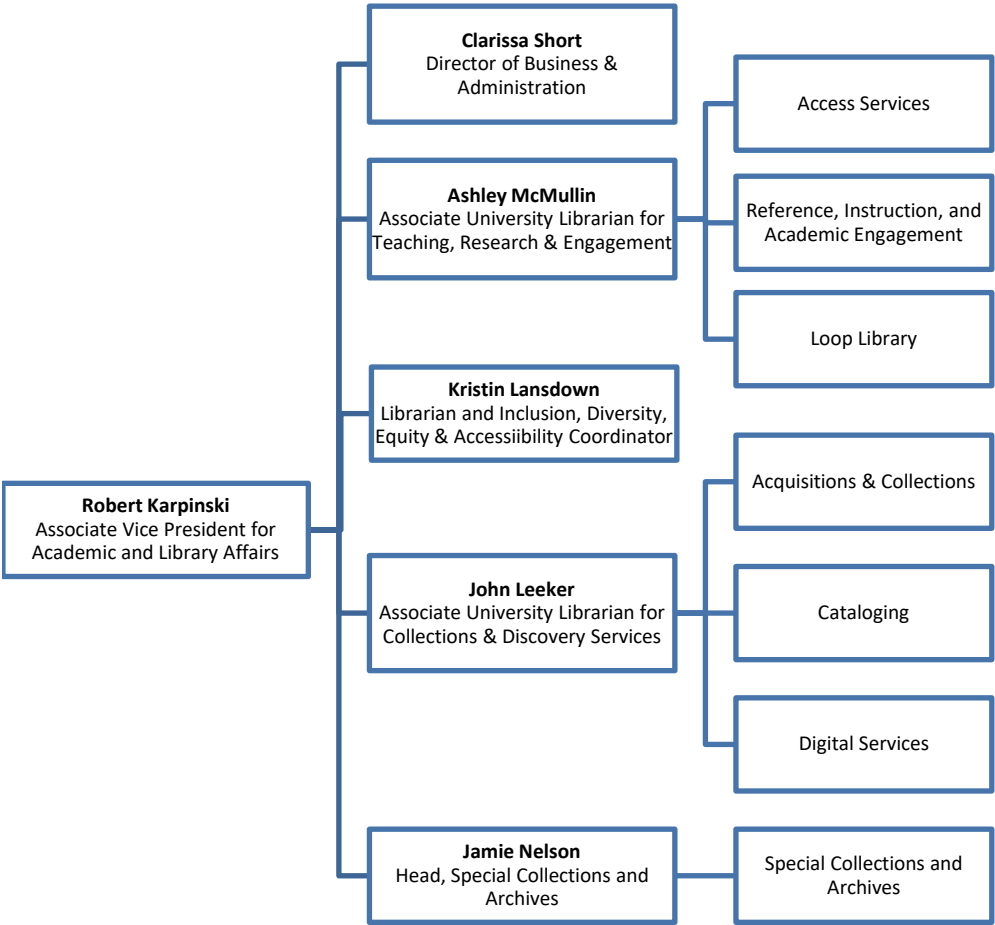 Clarissa Short
Director of Business &
Administration
Access Services
Ashley McMullin
Associate University Librarian for
Teaching, Research & Engagement
Reference, Instruction, and
Academic Engagement
Loop Library
Kristin Lansdown
Librarian and Inclusion, Diversity,
Equity & Accessiibility Coordinator
Acquisitions & Collections
Robert Karpinski
Associate Vice President for
Academic and Library Affairs
John Leeker
Associate University Librarian for
Collections & Discovery Services
Cataloging
Digital Services
Jamie Nelson
Head, Special Collections and
Archives
Special Collections and
Archives